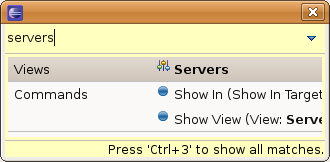 servers
Views Servers
Commands Show In (Show In Target
Show View (View: Serve
Press 'Ctrl+3' to show all matches.